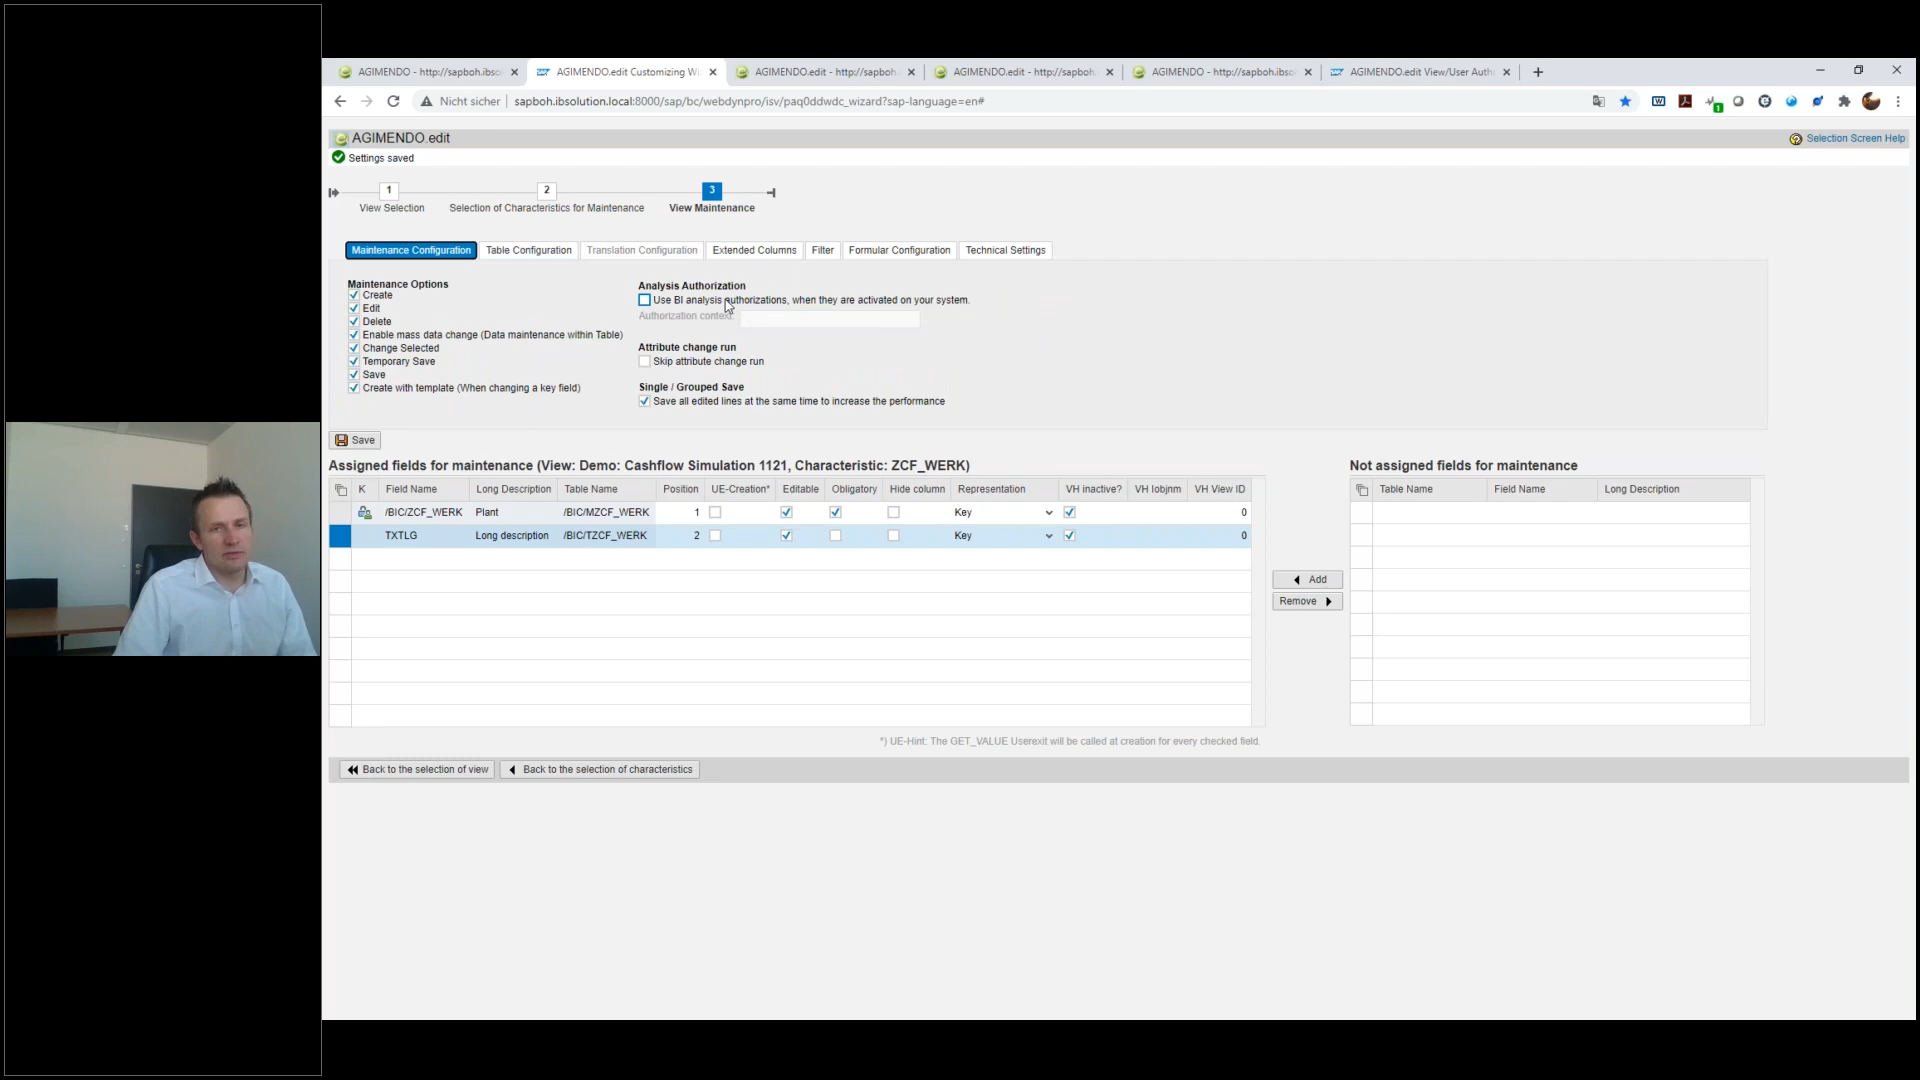 AGIMENDO - http://sapboh.ibso
AGIMENDO.edit Customizing Wi
AGIMENDO.edit - http://sapboh.
AGIMENDO.edit - http://sapboh.
AGIMENDO - http://sapboh.ibso
AGIMENDO.edit View/User Auth
Nicht sicher | sapboh.ibsolution.local:8000/sap/bc/webdynpro/isv/paq0ddwdc_wizard?sap-language=en#
AGIMENDO.edit
Selection Screen Help
Settings saved
1 2 3
View Selection Selection of Characteristics for Maintenance View Maintenance
Maintenance Configuration Table Configuration Translation Configuration Extended Columns Filter Formular Configuration Technical Settings
Maintenance Options
Create
Edit
Delete
Enable mass data change (Data maintenance within Table)
Change Selected
Temporary Save
Save
Create with template (When changing a key field)
Analysis Authorization
Use BI analysis authorizations, when they are activated on your system.
Authorization context:
Attribute change run
Skip attribute change run
Single / Grouped Save
Save all edited lines at the same time to increase the performance
Save
Assigned fields for maintenance (View: Demo: Cashflow Simulation 1121, Characteristic: ZCF_WERK)
K Field Name Long Description Table Name Position UE-Creation* Editable Obligatory Hide column Representation VH inactive? VH Iobjnm VH View ID
/BIC/ZCF_WERK Plant /BIC/MZCF_WERK 1 Key 0
TXTLG Long description /BIC/TZCF_WERK 2 Key 0
Add
Remove
Not assigned fields for maintenance
Table Name Field Name Long Description
*) UE-Hint: The GET_VALUE Userexit will be called at creation for every checked field.
Back to the selection of view Back to the selection of characteristics